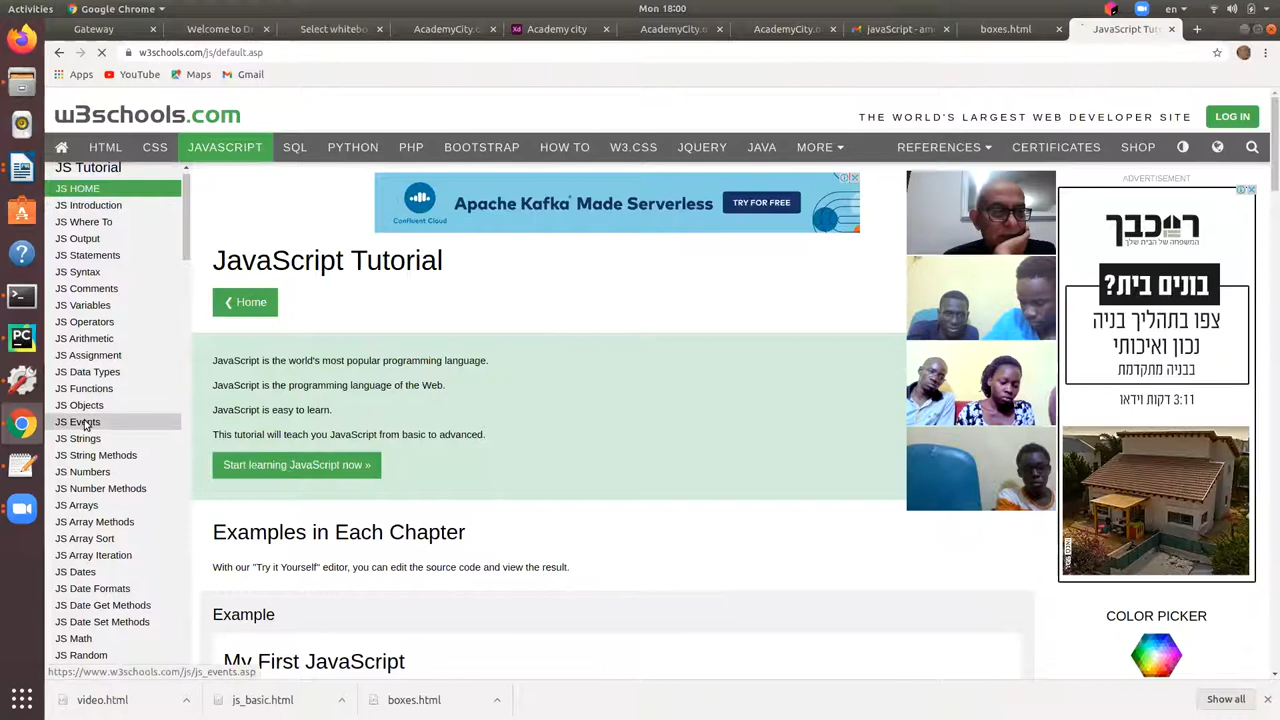 Activities
Google Chrome
Mon 18:00
en
Gateway
Welcome to D
Select whitebo
AcademyCity.
Academy city
AcademyCity.o
AcademyCity.o
javaScript - am
boxes.html
JavaScript Tut
w3schools.com/js/default.asp
Apps
YouTube
Maps
Gmail
w3schools.com
THE WORLD'S LARGEST WEB DEVELOPER SITE
LOG IN
HTML
CSS
JAVASCRIPT
SQL
PYTHON
PHP
BOOTSTRAP
HOW TO
W3.CSS
JQUERY
JAVA
MORE
REFERENCES
CERTIFICATES
SHOP
JS Tutorial
JS HOME
JS Introduction
JS Where To
JS Output
JS Statements
JS Syntax
JS Comments
JS Variables
JS Operators
JS Arithmetic
JS Assignment
JS Data Types
JS Functions
JS Objects
JS Events
JS Strings
JS String Methods
JS Numbers
JS Number Methods
JS Arrays
JS Array Methods
JS Array Sort
JS Array Iteration
JS Dates
JS Date Formats
JS Date Get Methods
JS Date Set Methods
JS Math
JS Random
https://www.w3schools.com/js/js_events.asp
CONFLUENT Cloud
Apache Kafka® Made Serverless
TRY FOR FREE
JavaScript Tutorial
❮ Home
JavaScript is the world's most popular programming language.
JavaScript is the programming language of the Web.
JavaScript is easy to learn.
This tutorial will teach you JavaScript from basic to advanced.
Start learning JavaScript now »
Examples in Each Chapter
With our "Try it Yourself" editor, you can edit the source code and view the result.
Example
My First JavaScript
ADVERTISEMENT
המשפחה של הבית שלך
בונים בית?
צפו בתהליך בניה
נכון ואיכותי
בבניה מתקדמת
3:11 דקות וידאו
COLOR PICKER
video.html
js_basic.html
boxes.html
Show all